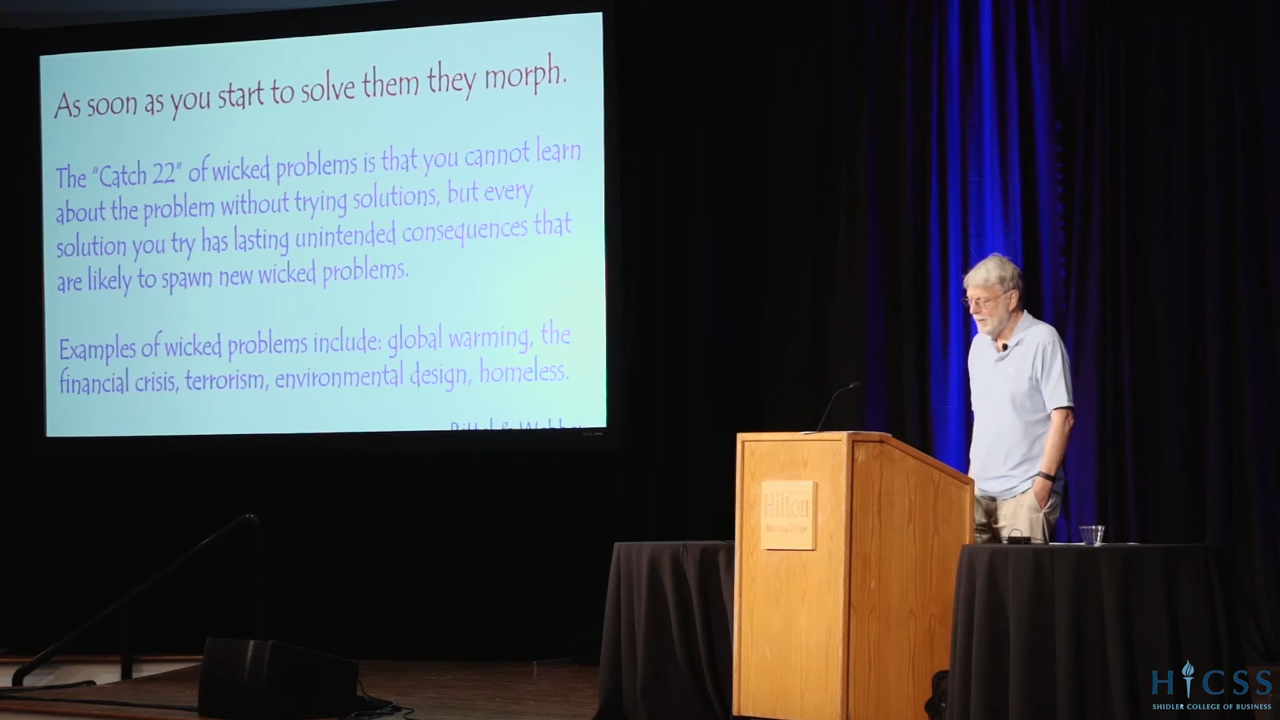 As soon as you start to solve them they morph.
The "Catch 22" of wicked problems is that you cannot learn
about the problem without trying solutions, but every
solution you try has lasting unintended consequences that
are likely to spawn new wicked problems.
Examples of wicked problems include: global warming, the
financial crisis, terrorism, environmental design, homeless.
Hilton
HICSS
SHIDLER COLLEGE OF BUSINESS